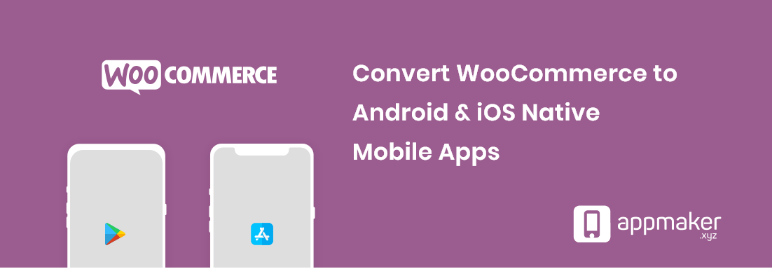 WOO COMMERCE
Convert WooCommerce to
Android & iOS Native
Mobile Apps
appmaker
.xyz